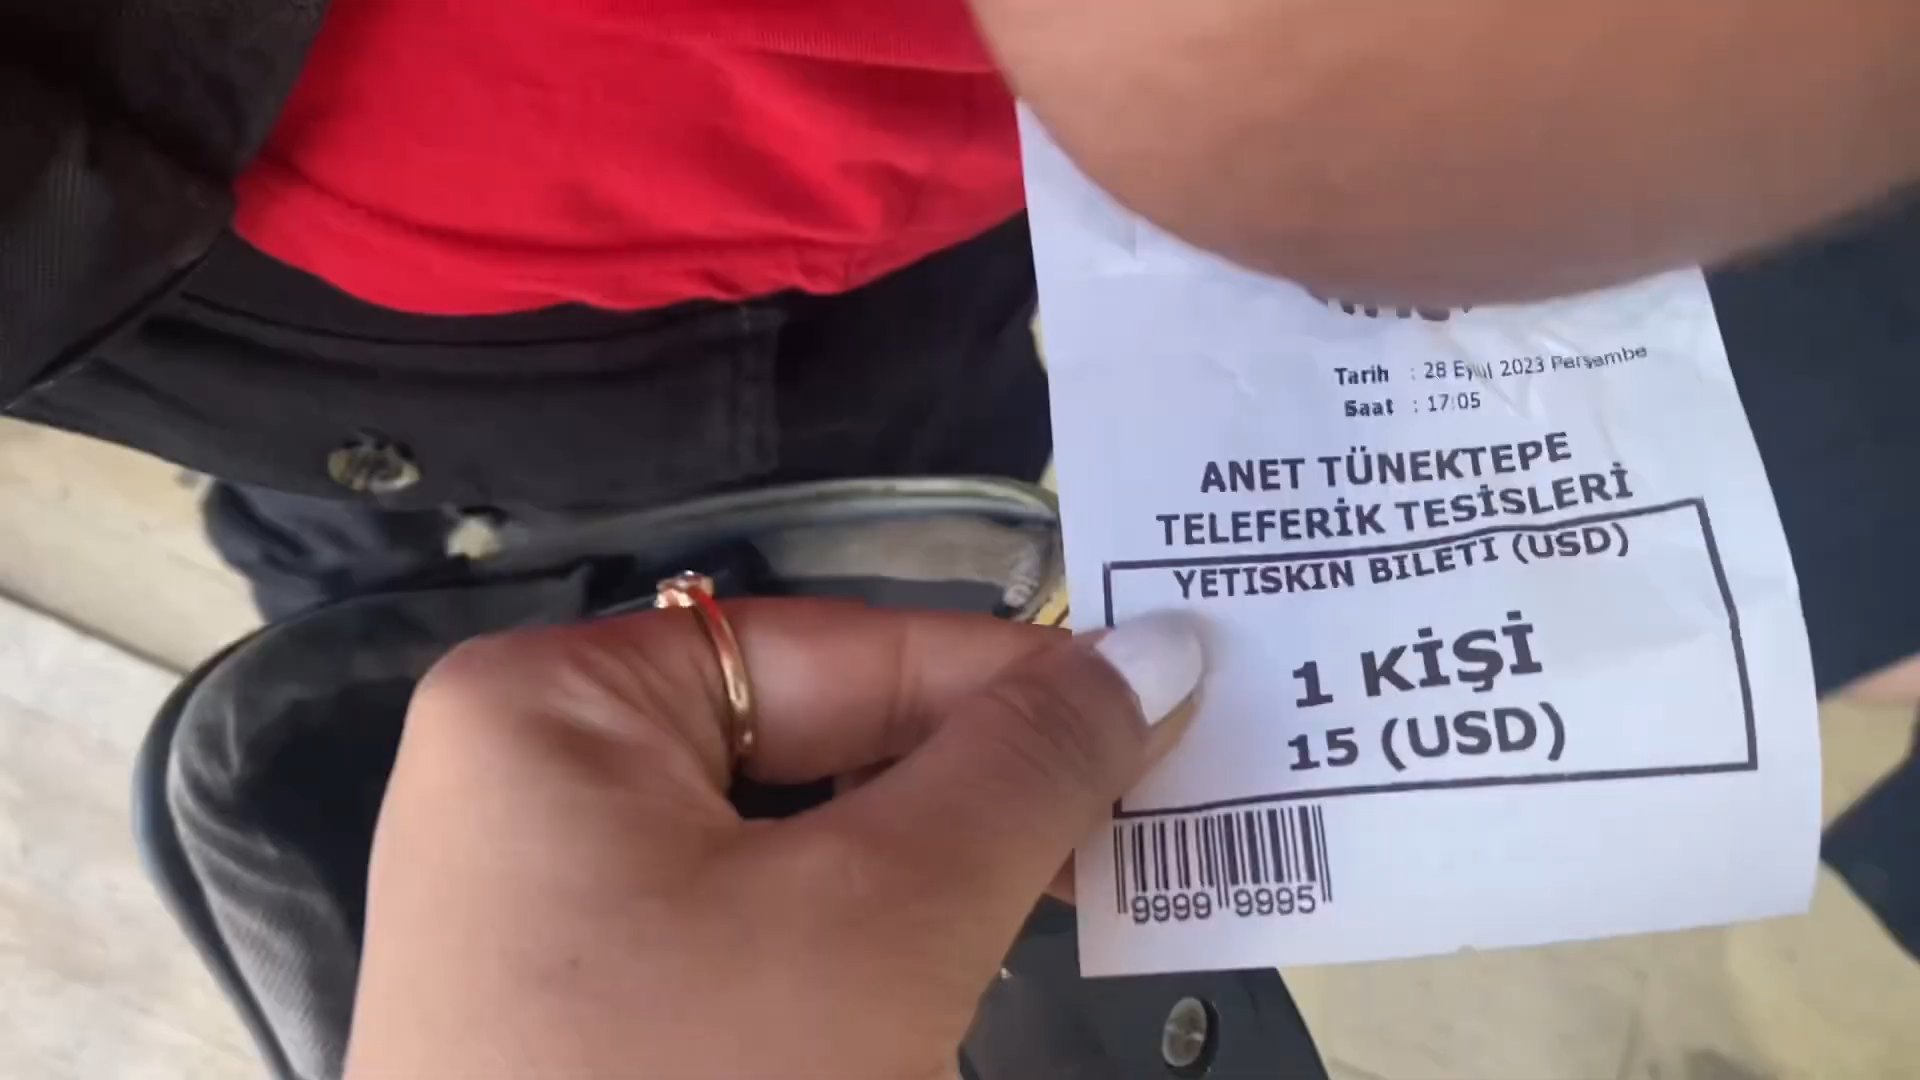 Tarih : 28 Eylül 2023 Perşembe
Saat : 17:05
ANET TÜNEKTEPE
TELEFERİK TESİSLERİ
YETISKIN BILETI (USD)
1 KİŞİ
15 (USD)
9999 9995